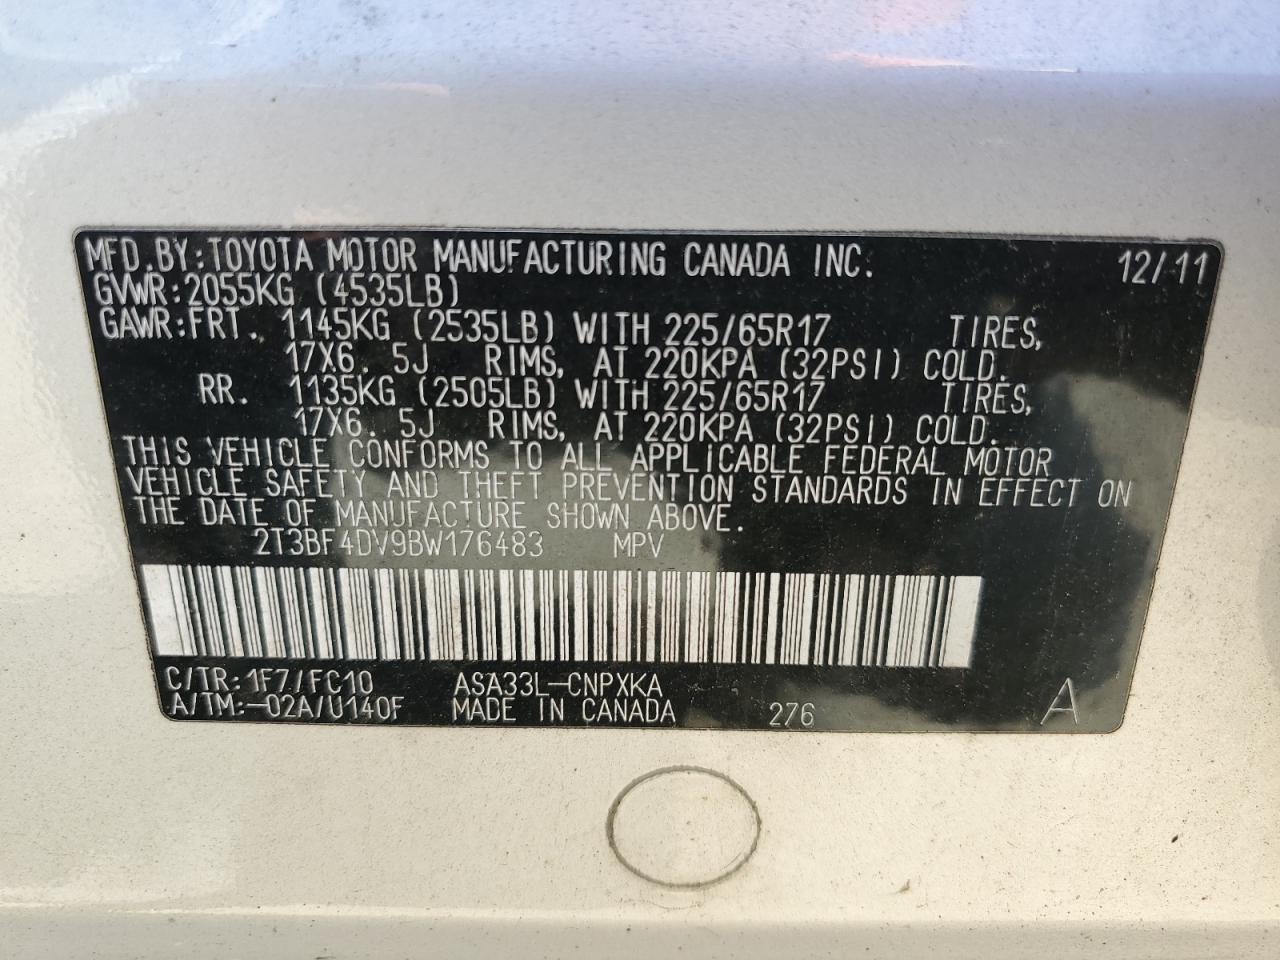 MFD.BY:TOYOTA MOTOR MANUFACTURING CANADA INC. 12/11
GVWR:2055KG (4535LB)
GAWR:FRT. 1145KG (2535LB) WITH 225/65R17 TIRES,
17X6.5J RIMS, AT 220KPA (32PSI) COLD.
RR. 1135KG (2505LB) WITH 225/65R17 TIRES,
17X6.5J RIMS, AT 220KPA (32PSI) COLD.
THIS VEHICLE CONFORMS TO ALL APPLICABLE FEDERAL MOTOR
VEHICLE SAFETY AND THEFT PREVENTION STANDARDS IN EFFECT ON
THE DATE OF MANUFACTURE SHOWN ABOVE.
2T3BF4DV9BW176483 MPV
C/TR:1F7/FC10 ASA33L-CNPXKA
A/TM:-02A/U140F MADE IN CANADA 276 A